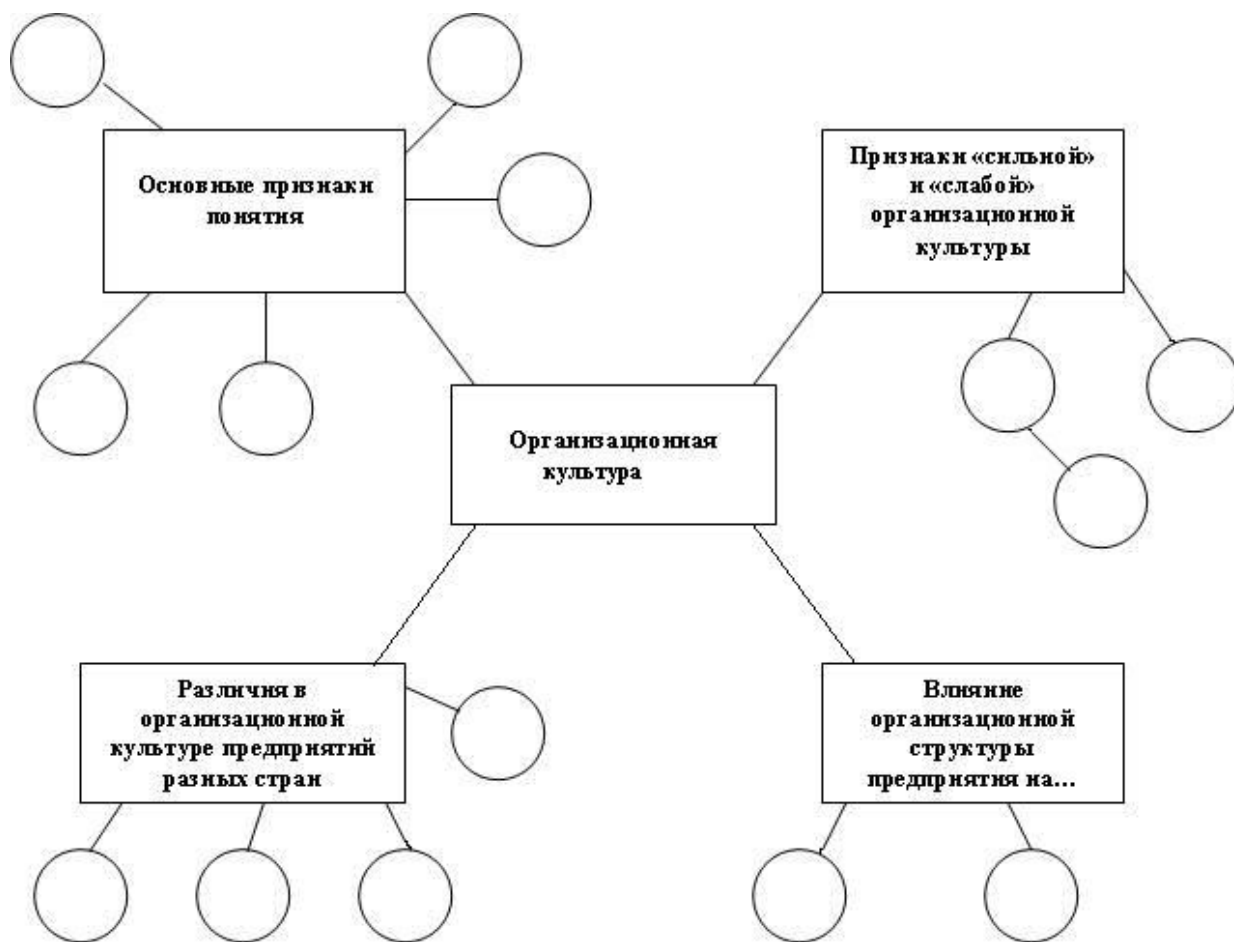 Основные признаки
понятия
Признаки «сильной»
и «слабой»
организационной
культуры
Организационная
культура
Различия в
организационной
культуре предприятий
разных стран
Влияние
организационной
структуры
предприятия на...